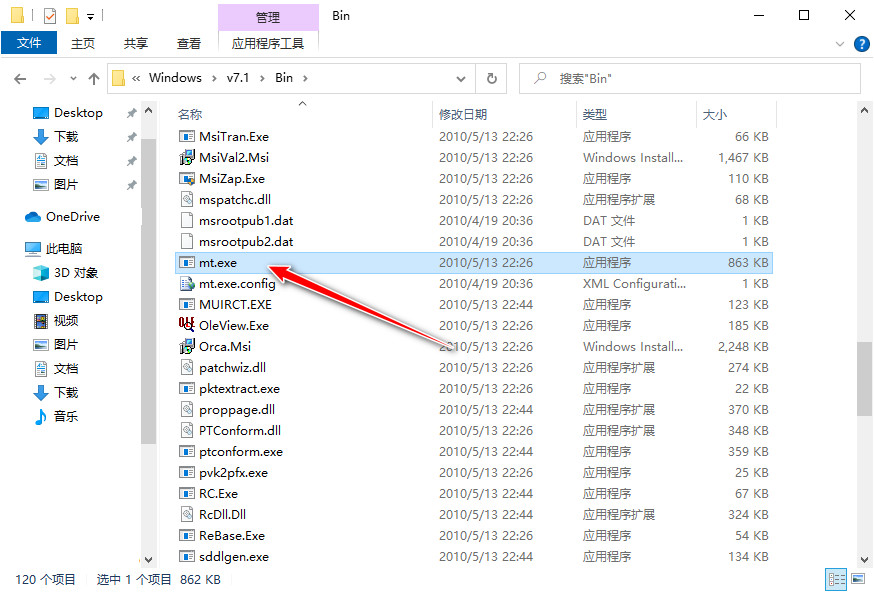 管理
Bin
文件 主页 共享 查看 应用程序工具
« Windows › v7.1 › Bin ›
搜索"Bin"
Desktop
下载
文档
图片
OneDrive
此电脑
3D 对象
Desktop
视频
图片
文档
下载
音乐
名称 修改日期 类型 大小
MsiTran.Exe 2010/5/13 22:26 应用程序 66 KB
MsiVal2.Msi 2010/5/13 22:26 Windows Install... 1,467 KB
MsiZap.Exe 2010/5/13 22:26 应用程序 110 KB
mspatchc.dll 2010/5/13 22:26 应用程序扩展 68 KB
msrootpub1.dat 2010/4/19 20:36 DAT 文件 1 KB
msrootpub2.dat 2010/4/19 20:36 DAT 文件 1 KB
mt.exe 2010/5/13 22:26 应用程序 863 KB
mt.exe.config 2010/4/19 20:36 XML Configurati... 1 KB
MUIRCT.EXE 2010/5/13 22:44 应用程序 123 KB
OleView.Exe 2010/5/13 22:26 应用程序 185 KB
Orca.Msi 2010/5/13 22:26 Windows Install... 2,248 KB
patchwiz.dll 2010/5/13 22:26 应用程序扩展 274 KB
pktextract.exe 2010/5/13 22:26 应用程序 22 KB
proppage.dll 2010/5/13 22:44 应用程序扩展 370 KB
PTConform.dll 2010/5/13 22:26 应用程序扩展 348 KB
ptconform.exe 2010/5/13 22:44 应用程序 359 KB
pvk2pfx.exe 2010/5/13 22:26 应用程序 25 KB
RC.Exe 2010/5/13 22:44 应用程序 67 KB
RcDll.Dll 2010/5/13 22:44 应用程序扩展 324 KB
ReBase.Exe 2010/5/13 22:26 应用程序 54 KB
sddlgen.exe 2010/5/13 22:44 应用程序 134 KB
120 个项目 选中 1 个项目 862 KB